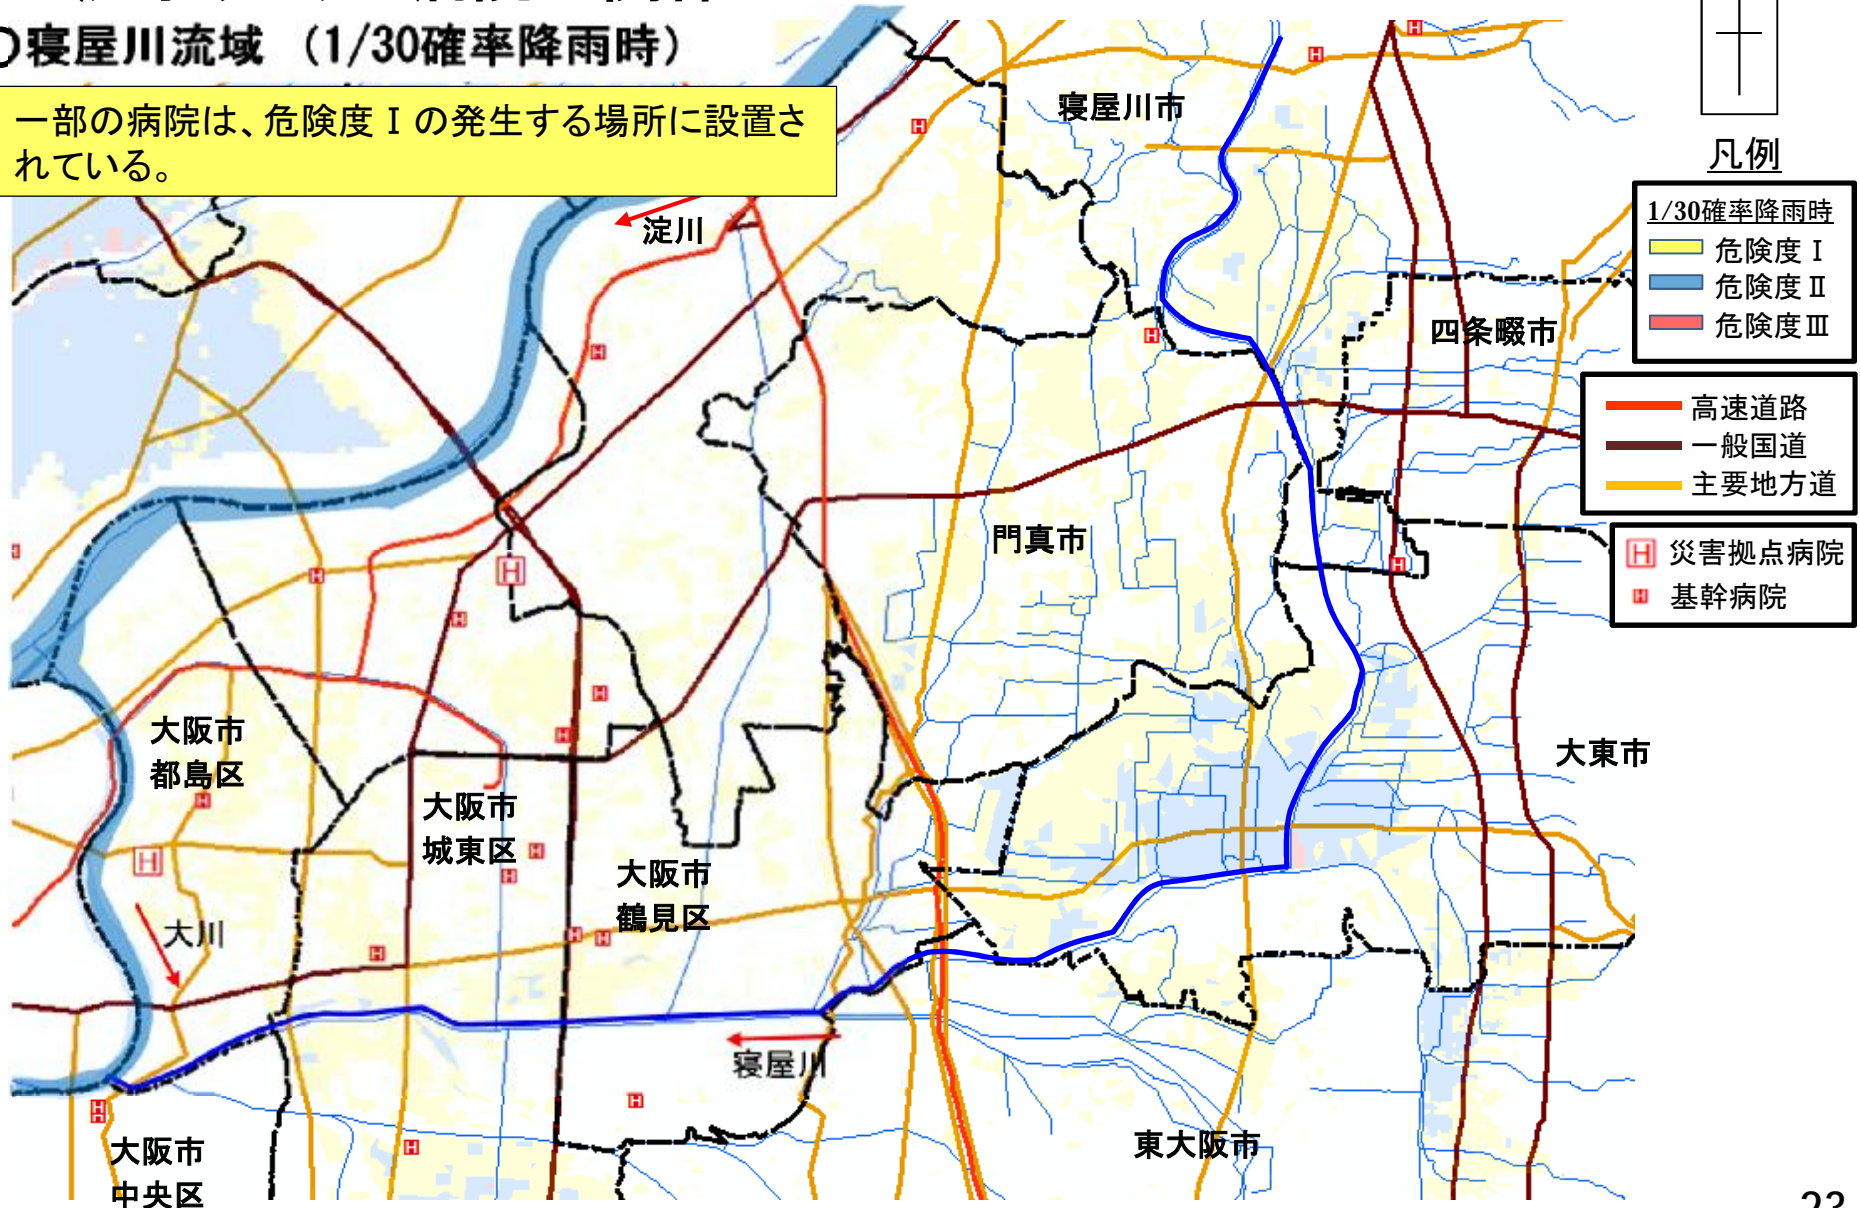 寝屋川流域 (1/30確率降雨時)
一部の病院は、危険度Ⅰの発生する場所に設置さ
れている。
寝屋川市
淀川
四条畷市
門真市
大東市
大阪市
都島区
大阪市
城東区
大阪市
鶴見区
大川
寝屋川
東大阪市
大阪市
中央区
凡例
1/30確率降雨時
危険度Ⅰ
危険度Ⅱ
危険度Ⅲ
高速道路
一般国道
主要地方道
H 災害拠点病院
H 基幹病院
23